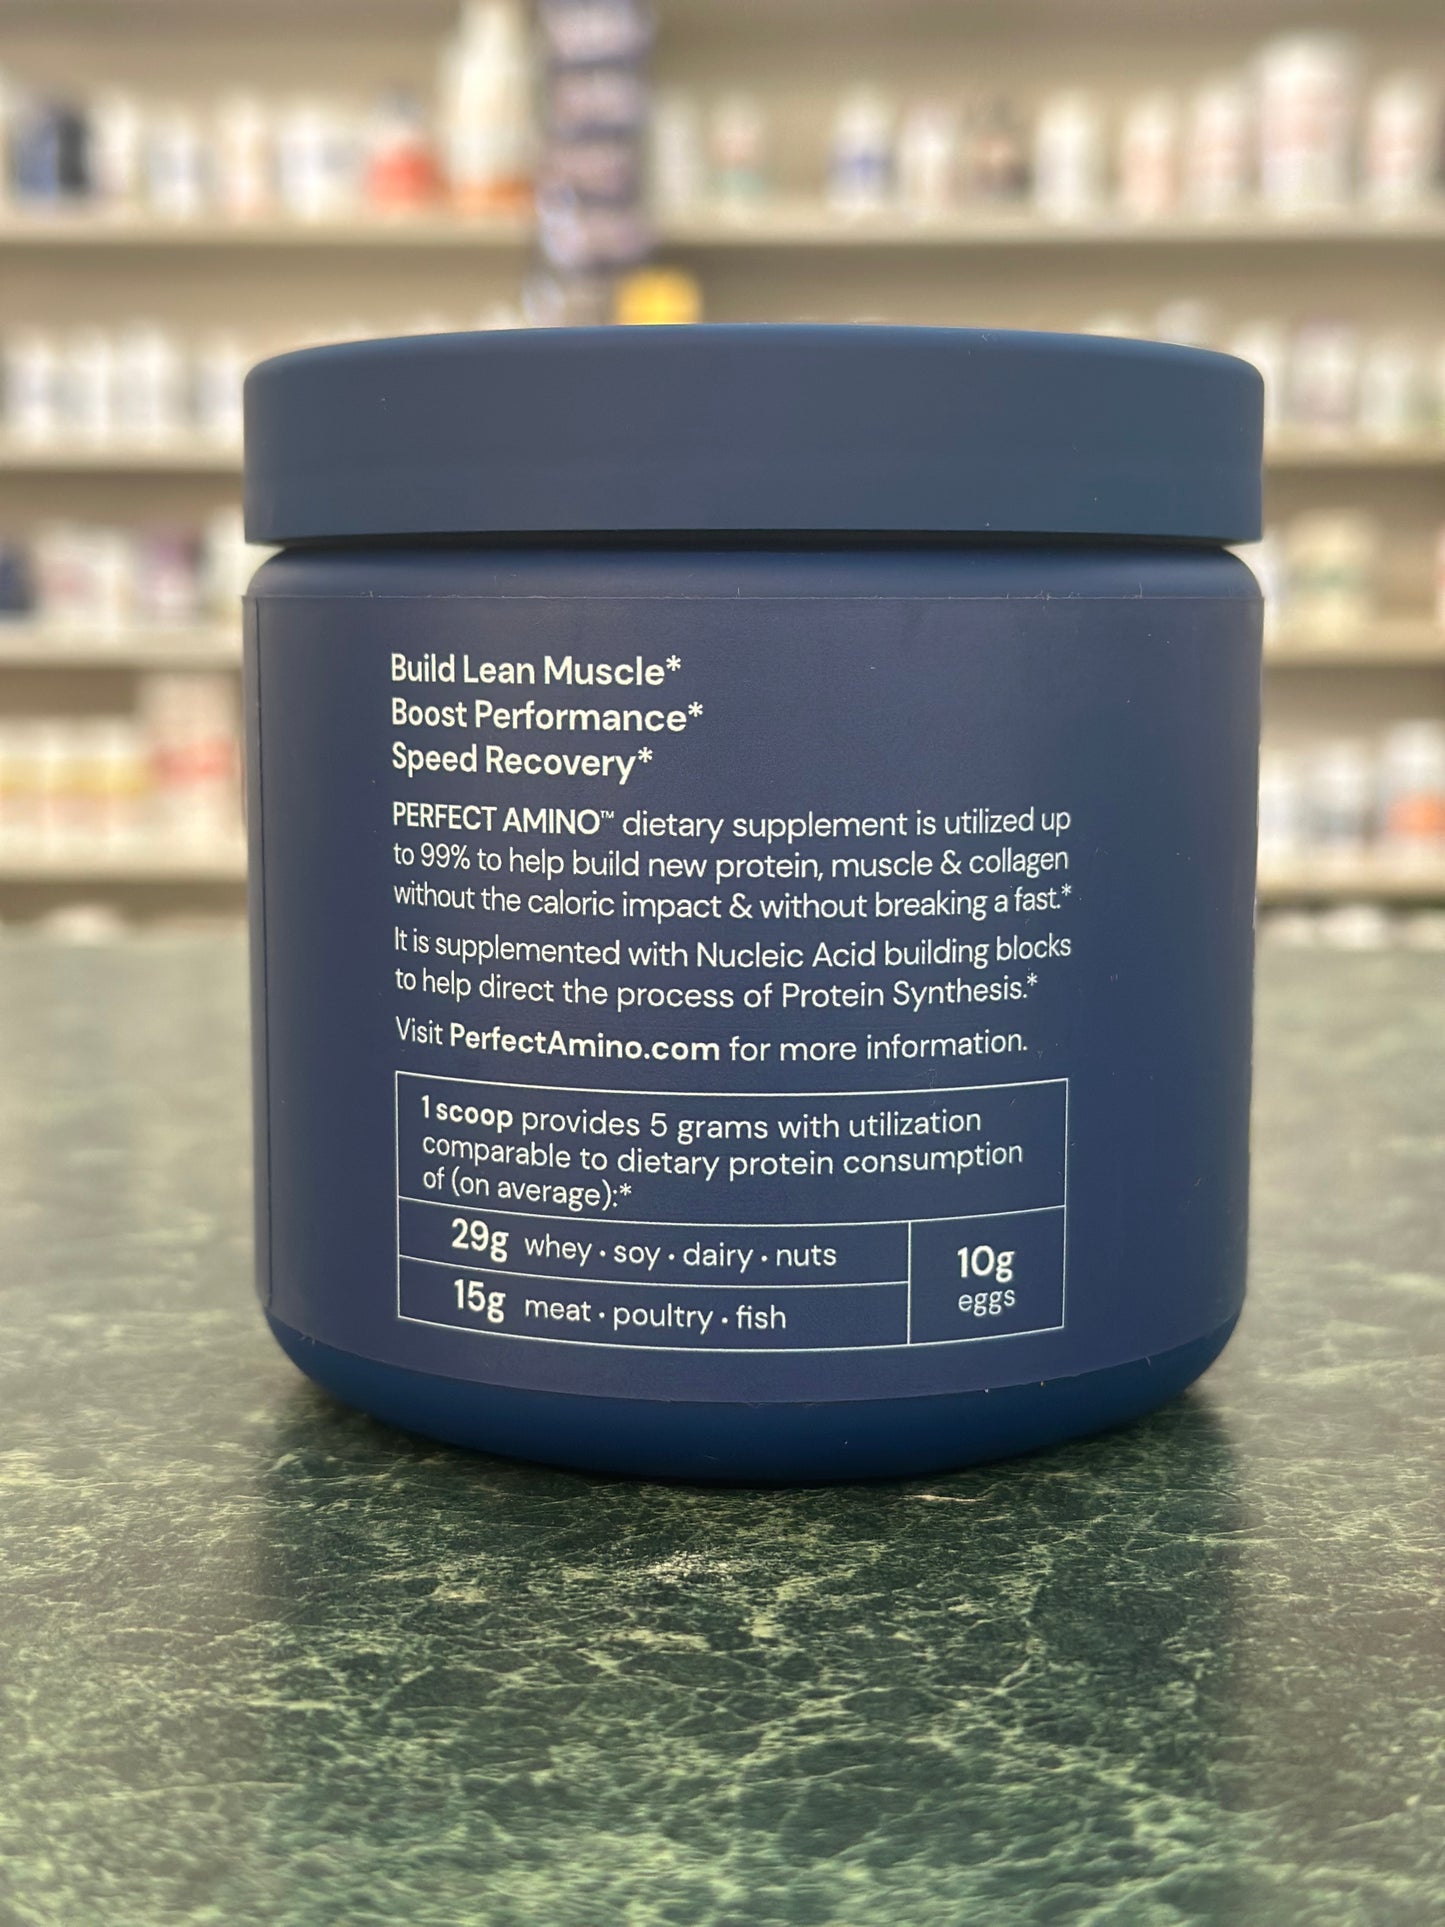 Build Lean Muscle*
Boost Performance*
Speed Recovery*
PERFECT AMINO™ dietary supplement is utilized up
to 99% to help build new protein, muscle & collagen
without the caloric impact & without breaking a fast.*
It is supplemented with Nucleic Acid building blocks
to help direct the process of Protein Synthesis.*
Visit PerfectAmino.com for more information.
1 scoop provides 5 grams with utilization
comparable to dietary protein consumption
of (on average):*
29g whey · soy · dairy · nuts
15g meat · poultry · fish
10g
eggs